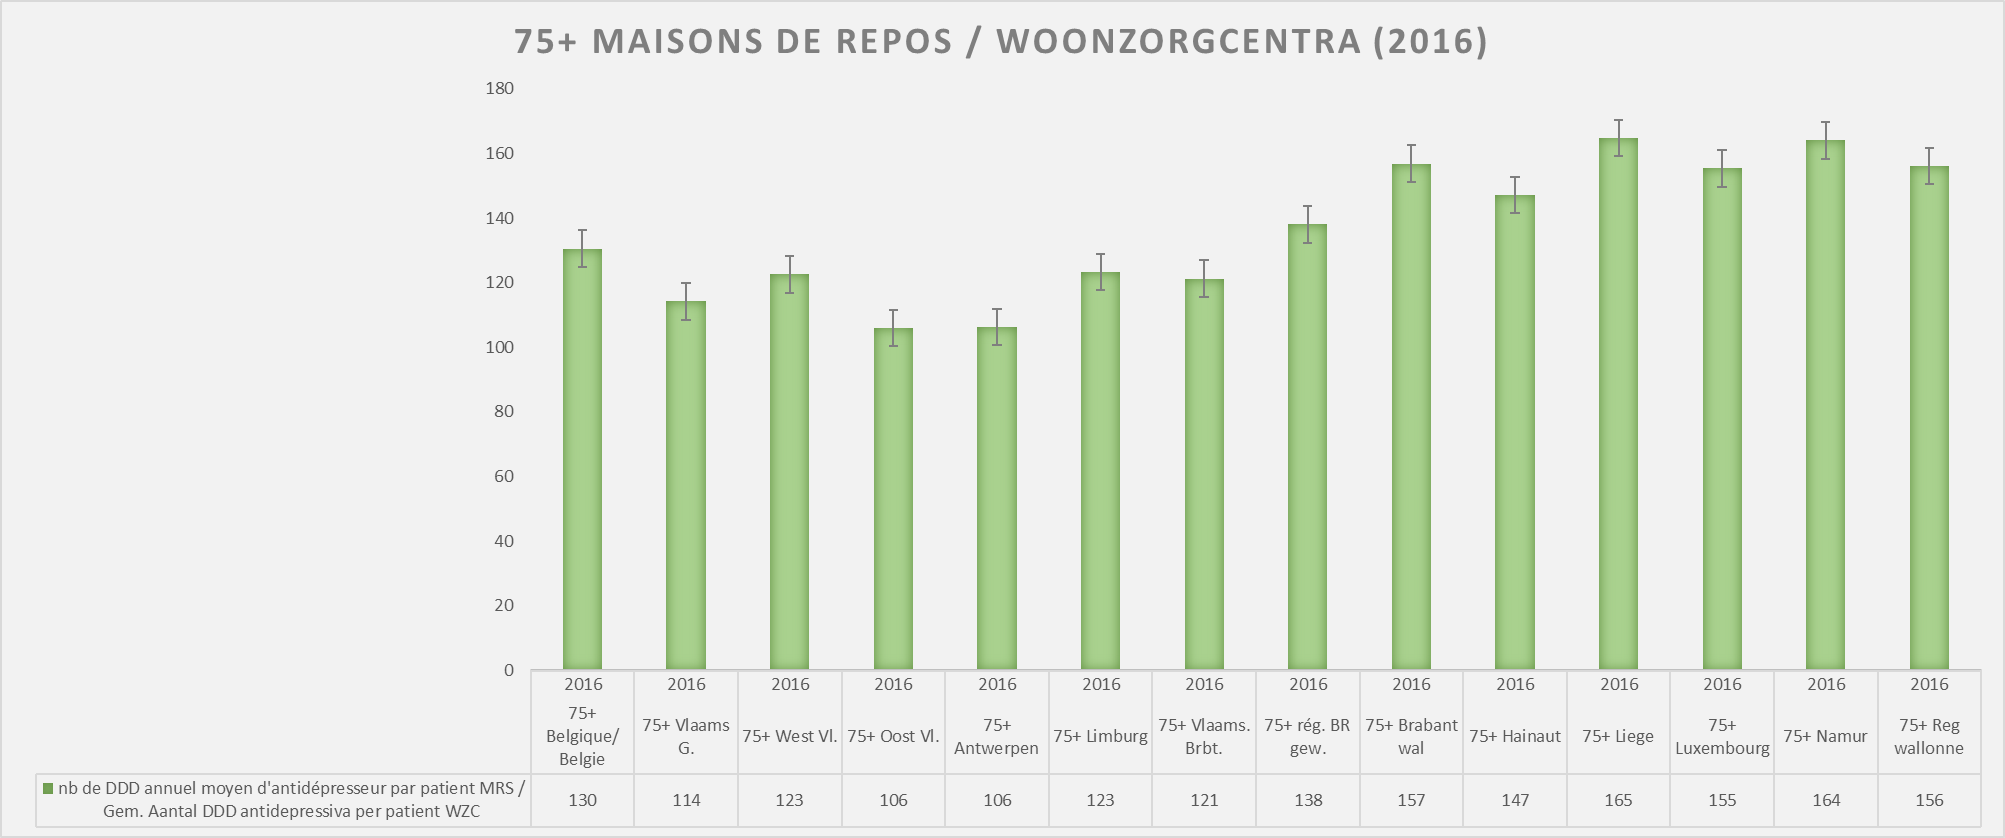 75+ MAISONS DE REPOS / WOONZORGCENTRA (2016)
180
160
140
120
100
80
60
40
20
0
2016 2016 2016 2016 2016 2016 2016 2016 2016 2016 2016 2016 2016 2016
75+ Belgique/ Belgie
75+ Vlaams G.
75+ West Vl.
75+ Oost Vl.
75+ Antwerpen
75+ Limburg
75+ Vlaams. Brbt.
75+ rég. BR gew.
75+ Brabant wal
75+ Hainaut
75+ Liege
75+ Luxembourg
75+ Namur
75+ Reg wallonne
nb de DDD annuel moyen d'antidépresseur par patient MRS /
Gem. Aantal DDD antidepressiva per patient WZC
130 114 123 106 106 123 121 138 157 147 165 155 164 156